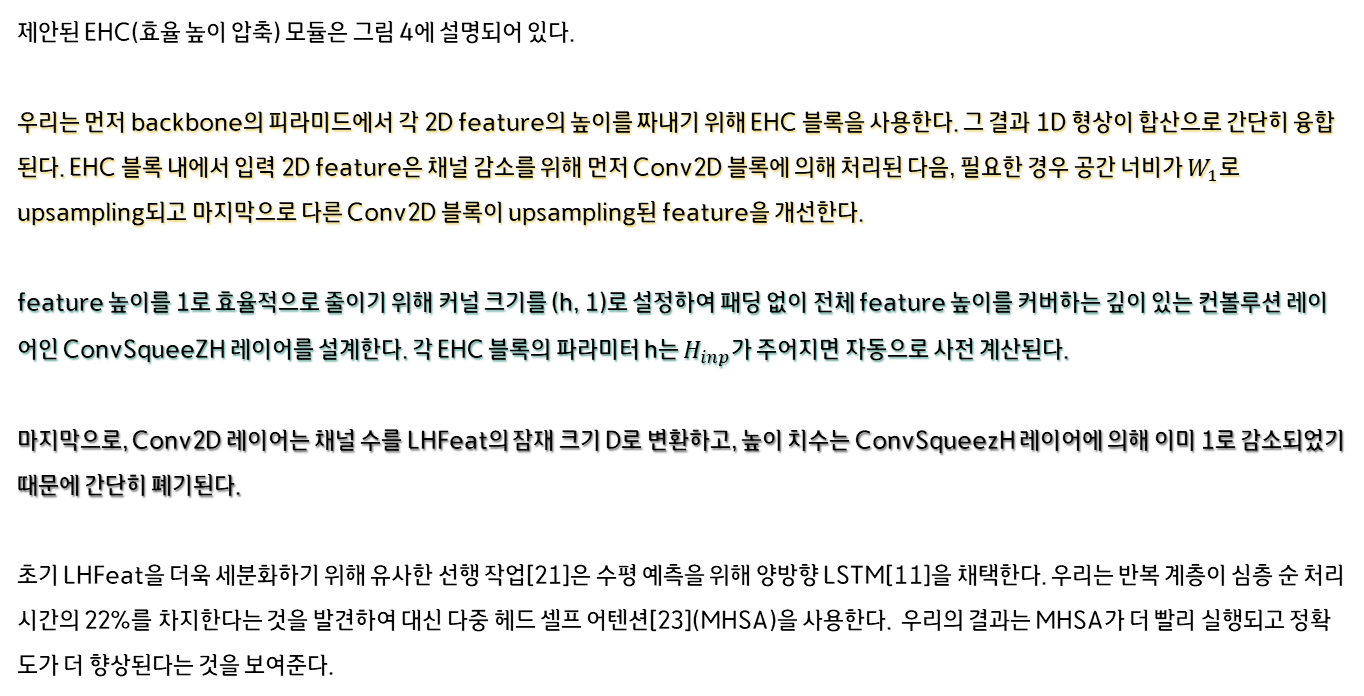 제안된 EHC(효율 높이 압축) 모듈은 그림 4에 설명되어 있다.
우리는 먼저 backbone의 피라미드에서 각 2D feature의 높이를 짜내기 위해 EHC 블록을 사용한다. 그 결과 1D 형상이 합산으로 간단히 융합
된다. EHC 블록 내에서 입력 2D feature은 채널 감소를 위해 먼저 Conv2D 블록에 의해 처리된 다음, 필요한 경우 공간 너비가 W₁로
upsampling되고 마지막으로 다른 Conv2D 블록이 upsampling된 feature을 개선한다.
feature 높이를 1로 효율적으로 줄이기 위해 커널 크기를 (h, 1)로 설정하여 패딩 없이 전체 feature 높이를 커버하는 깊이 있는 컨볼루션 레이
어인 ConvSqueeZH 레이어를 설계한다. 각 EHC 블록의 파라미터 h는 H_inp가 주어지면 자동으로 사전 계산된다.
마지막으로, Conv2D 레이어는 채널 수를 LHFeat의 잠재 크기 D로 변환하고, 높이 치수는 ConvSqueezH 레이어에 의해 이미 1로 감소되었기
때문에 간단히 폐기된다.
초기 LHFeat을 더욱 세분화하기 위해 유사한 선행 작업[21]은 수평 예측을 위해 양방향 LSTM[11]을 채택한다. 우리는 반복 계층이 심층 순 처리
시간의 22%를 차지한다는 것을 발견하여 대신 다중 헤드 셀프 어텐션[23](MHSA)을 사용한다. 우리의 결과는 MHSA가 더 빨리 실행되고 정확
도가 더 향상된다는 것을 보여준다.